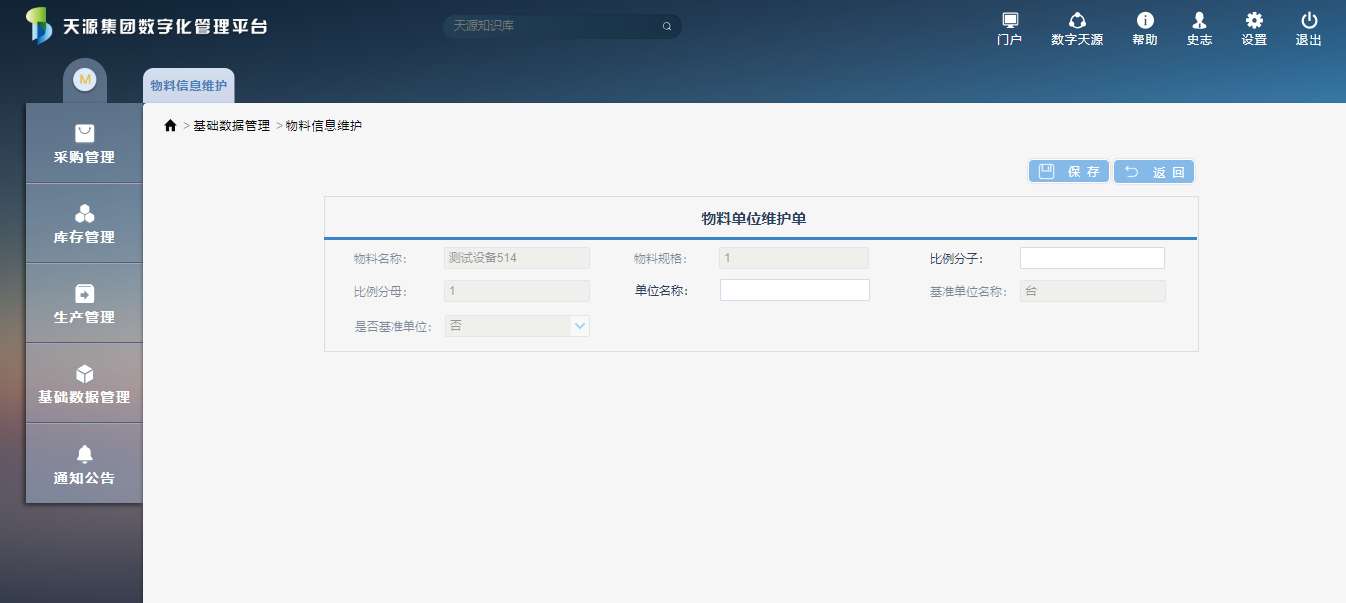 天源集团数字化管理平台
天源知识库
门户
数字天源
帮助
史志
设置
退出
M
物料信息维护
采购管理
库存管理
生产管理
基础数据管理
通知公告
> 基础数据管理 > 物料信息维护
保 存
返 回
物料单位维护单
物料名称: 测试设备514 物料规格: 1 比例分子:
比例分母: 1 单位名称: 基准单位名称: 台
是否基准单位: 否